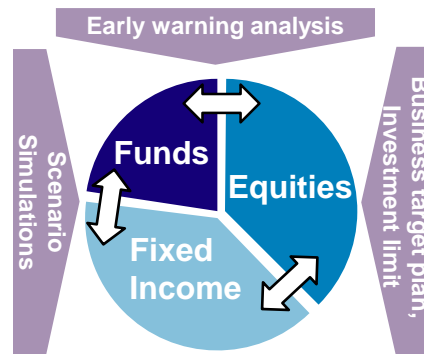 Early warning analysis
Scenario
Simulations
Funds
Equities
Fixed
Income
Business target plan,
Investment limit